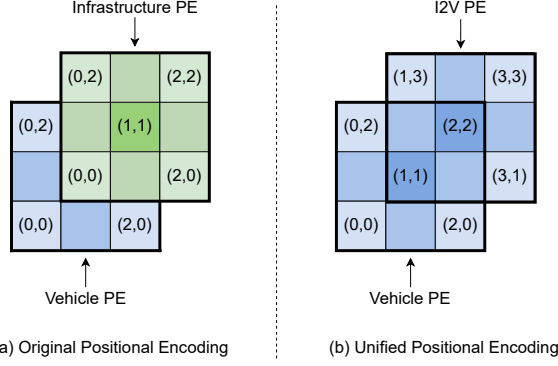 Infrastructure PE
(0,2) (2,2)
(0,2) (1,1)
(0,0) (2,0)
(0,0) (2,0)
Vehicle PE
a) Original Positional Encoding
I2V PE
(1,3) (3,3)
(0,2) (2,2)
(1,1) (3,1)
(0,0) (2,0)
Vehicle PE
(b) Unified Positional Encoding